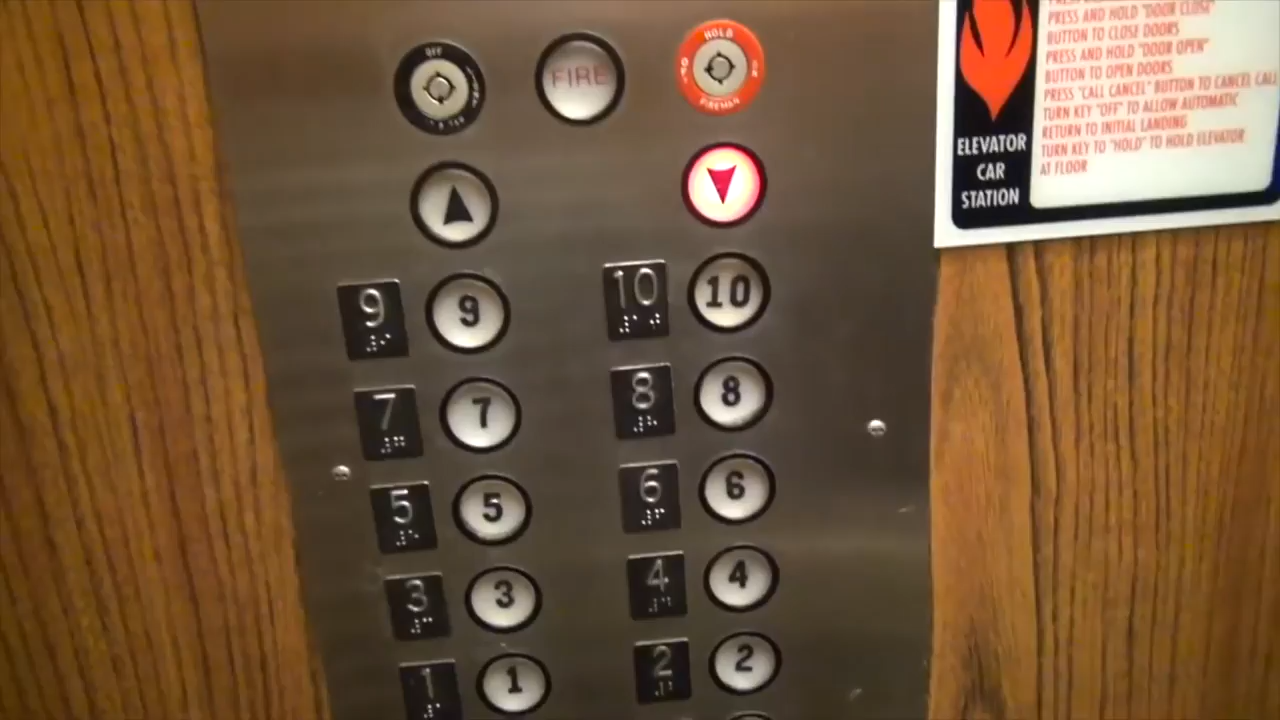 OFF
FIRE
HOLD
OFF ON
FIREMAN
9 9 10 10
7 7 8 8
5 5 6 6
3 3 4 4
1 1 2 2
PRESS AND HOLD "DOOR CLOSE"
BUTTON TO CLOSE DOORS
PRESS AND HOLD "DOOR OPEN"
BUTTON TO OPEN DOORS
PRESS "CALL CANCEL" BUTTON TO CANCEL CALL
TURN KEY "OFF" TO ALLOW AUTOMATIC
RETURN TO INITIAL LANDING
TURN KEY TO "HOLD" TO HOLD ELEVATOR
AT FLOOR
ELEVATOR
CAR
STATION